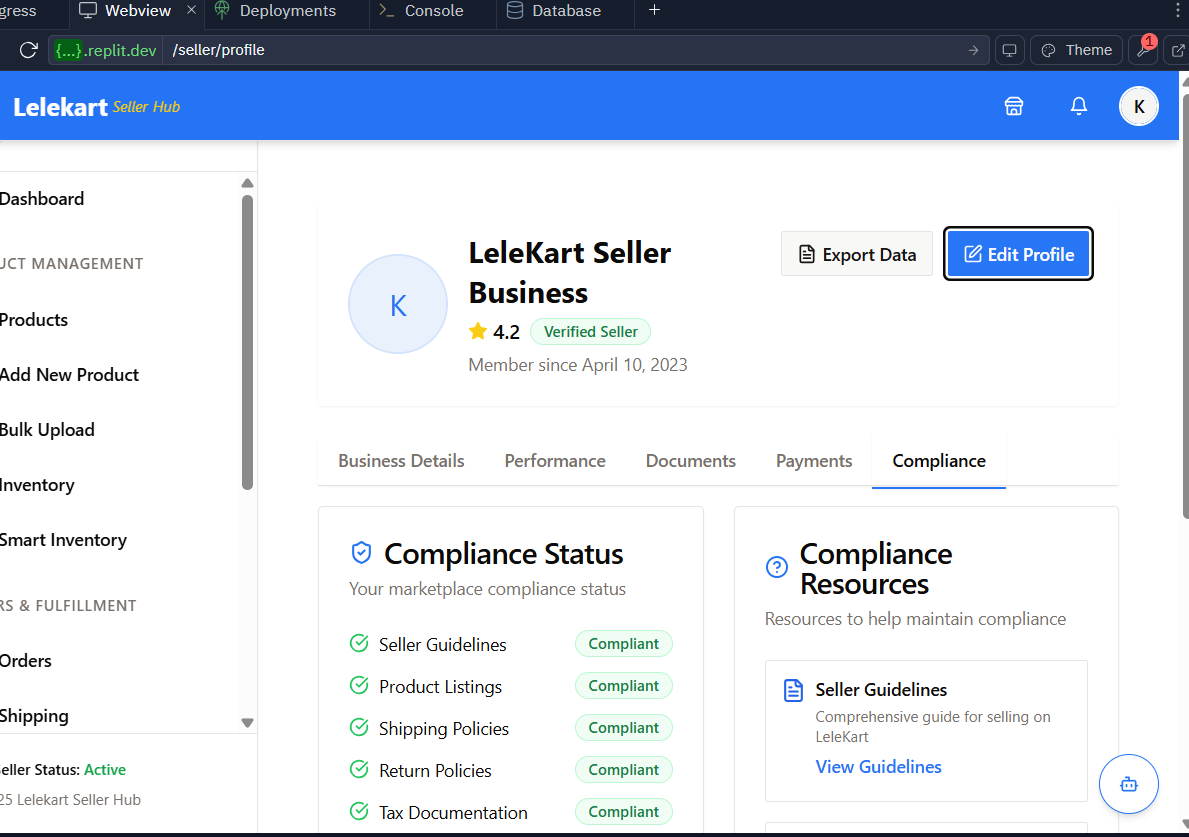 gress
Webview
Deployments
Console
Database
{...}.replit.dev
/seller/profile
Theme
1
Lelekart Seller Hub
K
Dashboard
UCT MANAGEMENT
Products
Add New Product
Bulk Upload
Inventory
Smart Inventory
RS & FULFILLMENT
Orders
Shipping
eller Status: Active
25 Lelekart Seller Hub
K
LeleKart Seller
Business
4.2 Verified Seller
Member since April 10, 2023
Export Data
Edit Profile
Business Details
Performance
Documents
Payments
Compliance
Compliance Status
Your marketplace compliance status
Seller Guidelines Compliant
Product Listings Compliant
Shipping Policies Compliant
Return Policies Compliant
Tax Documentation Compliant
Compliance
Resources
Resources to help maintain compliance
Seller Guidelines
Comprehensive guide for selling on
LeleKart
View Guidelines